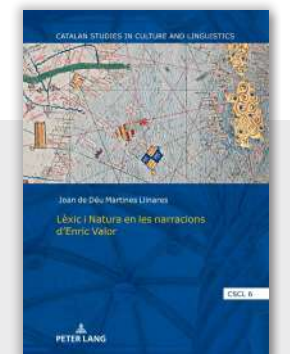 CATALAN STUDIES IN CULTURE AND LINGUISTICS
Joan de Déu Martines Llinares
Lèxic i Natura en les narracions
d'Enric Valor
CSCL 6
PETER LANG